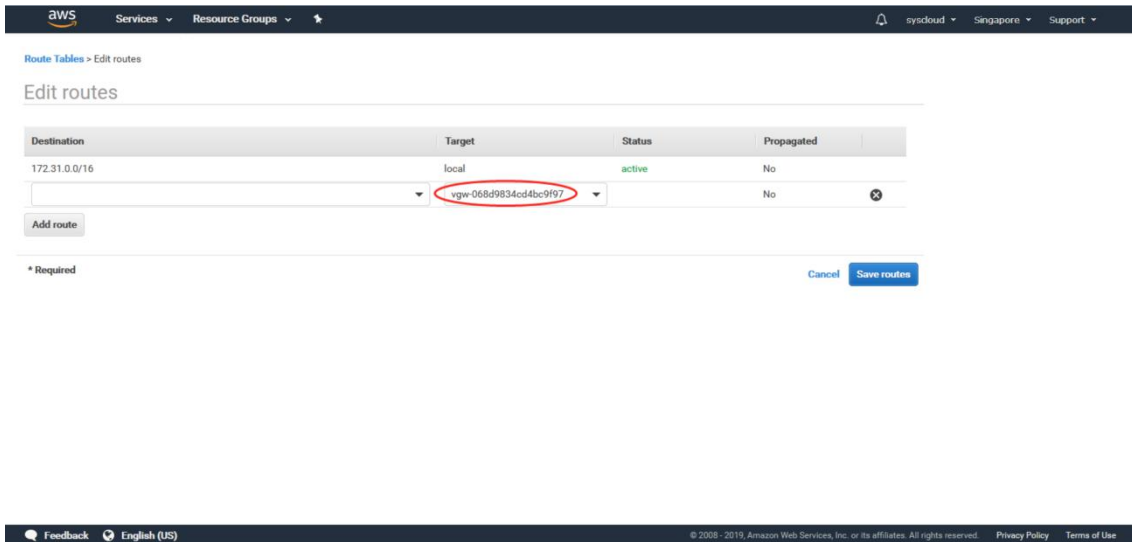 aws Services Resource Groups syscloud Singapore Support
Route Tables > Edit routes
Edit routes
Destination Target Status Propagated
172.31.0.0/16 local active No
vgw-068d9834cd4bc9f97 No
Add route
* Required Cancel Save routes
Feedback English (US) © 2008 - 2019, Amazon Web Services, Inc. or its affiliates. All rights reserved. Privacy Policy Terms of Use